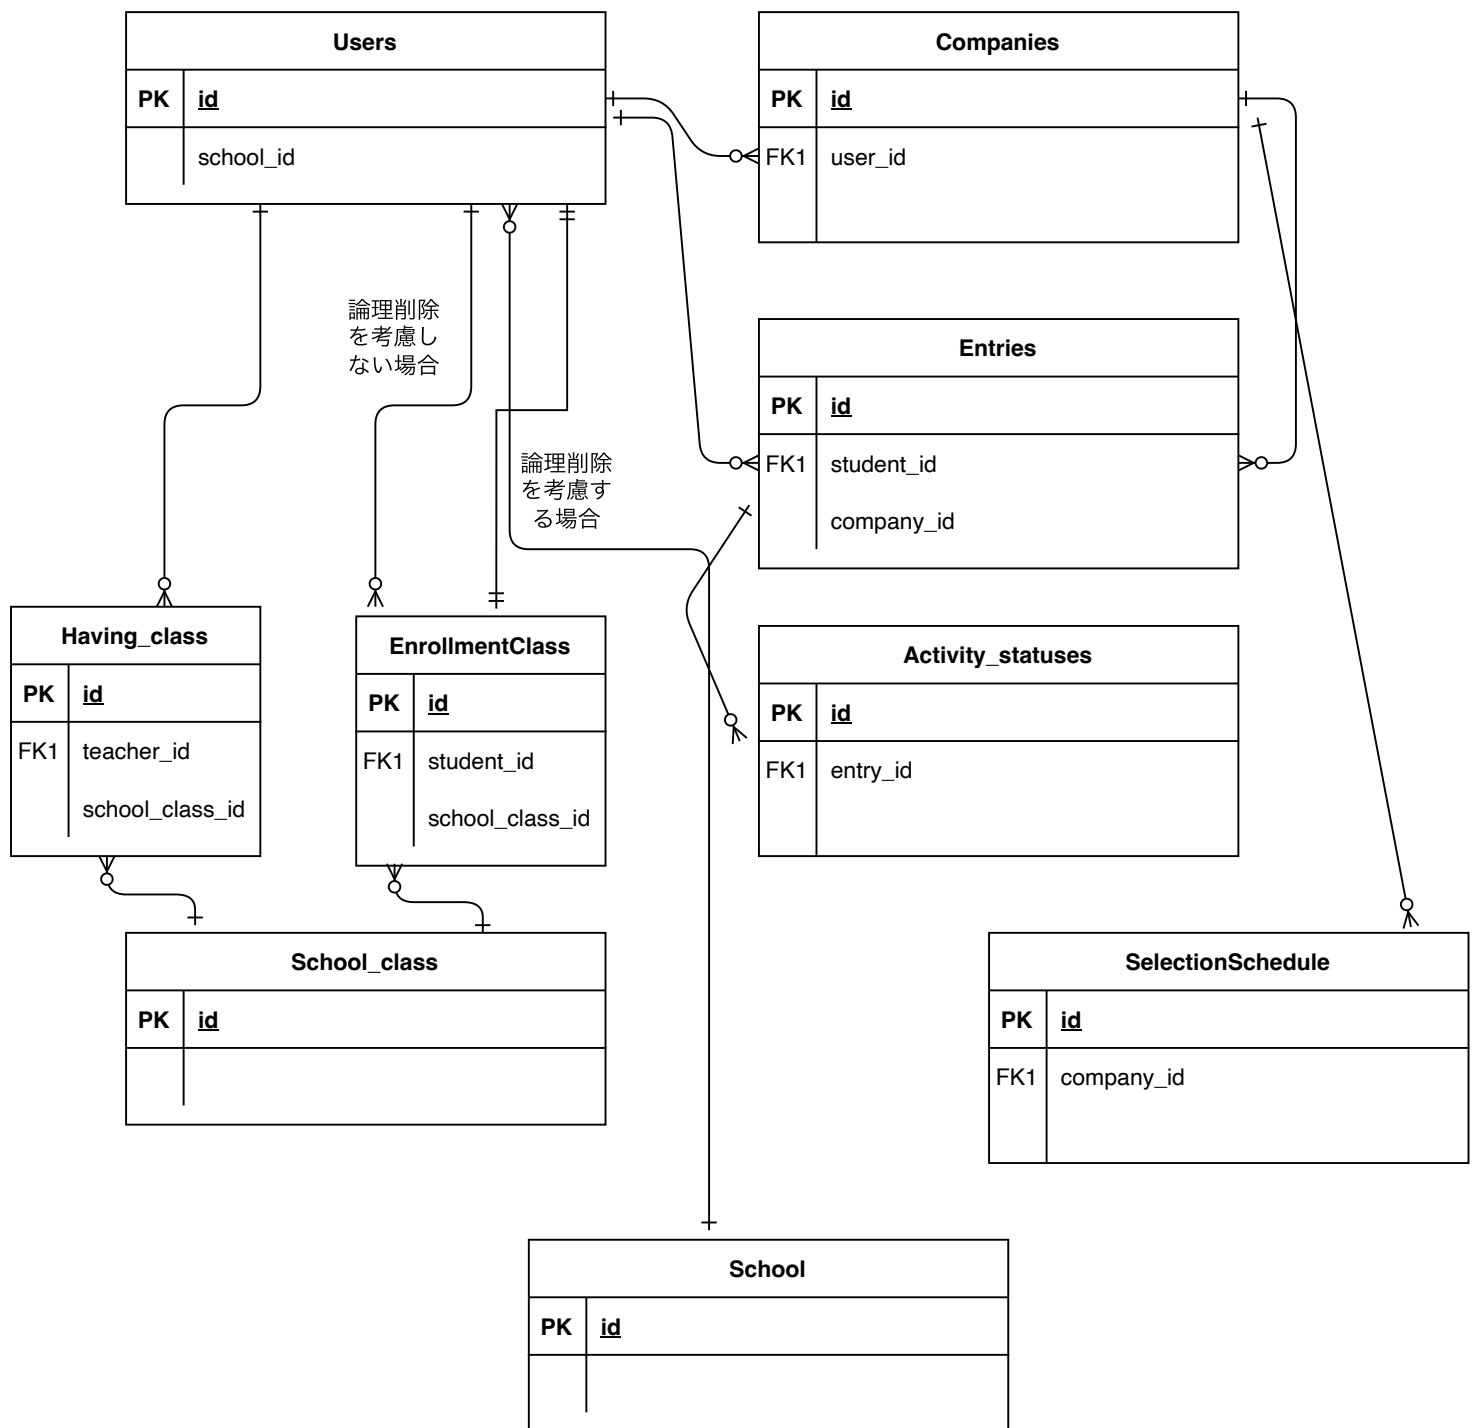 Users
PK id
school_id
Companies
PK id
FK1 user_id
論理削除
を考慮し
ない場合
論理削除
を考慮す
る場合
Entries
PK id
FK1 student_id
company_id
Having_class
PK id
FK1 teacher_id
school_class_id
EnrollmentClass
PK id
FK1 student_id
school_class_id
Activity_statuses
PK id
FK1 entry_id
School_class
PK id
SelectionSchedule
PK id
FK1 company_id
School
PK id